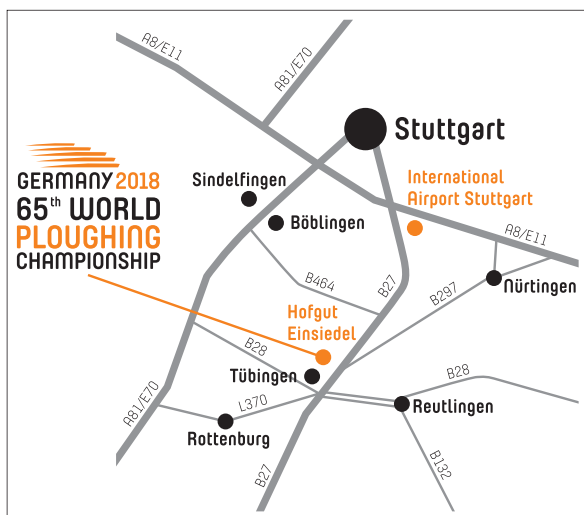 A8/E11
A81/E70
Stuttgart
GERMANY 2018
65th WORLD
PLOUGHING
CHAMPIONSHIP
Sindelfingen
International
Airport Stuttgart
Böblingen
A8/E11
B464
B27
B297
Nürtingen
Hofgut
Einsiedel
B28
Tübingen
B28
A81/E70
L370
Reutlingen
Rottenburg
B27
B132